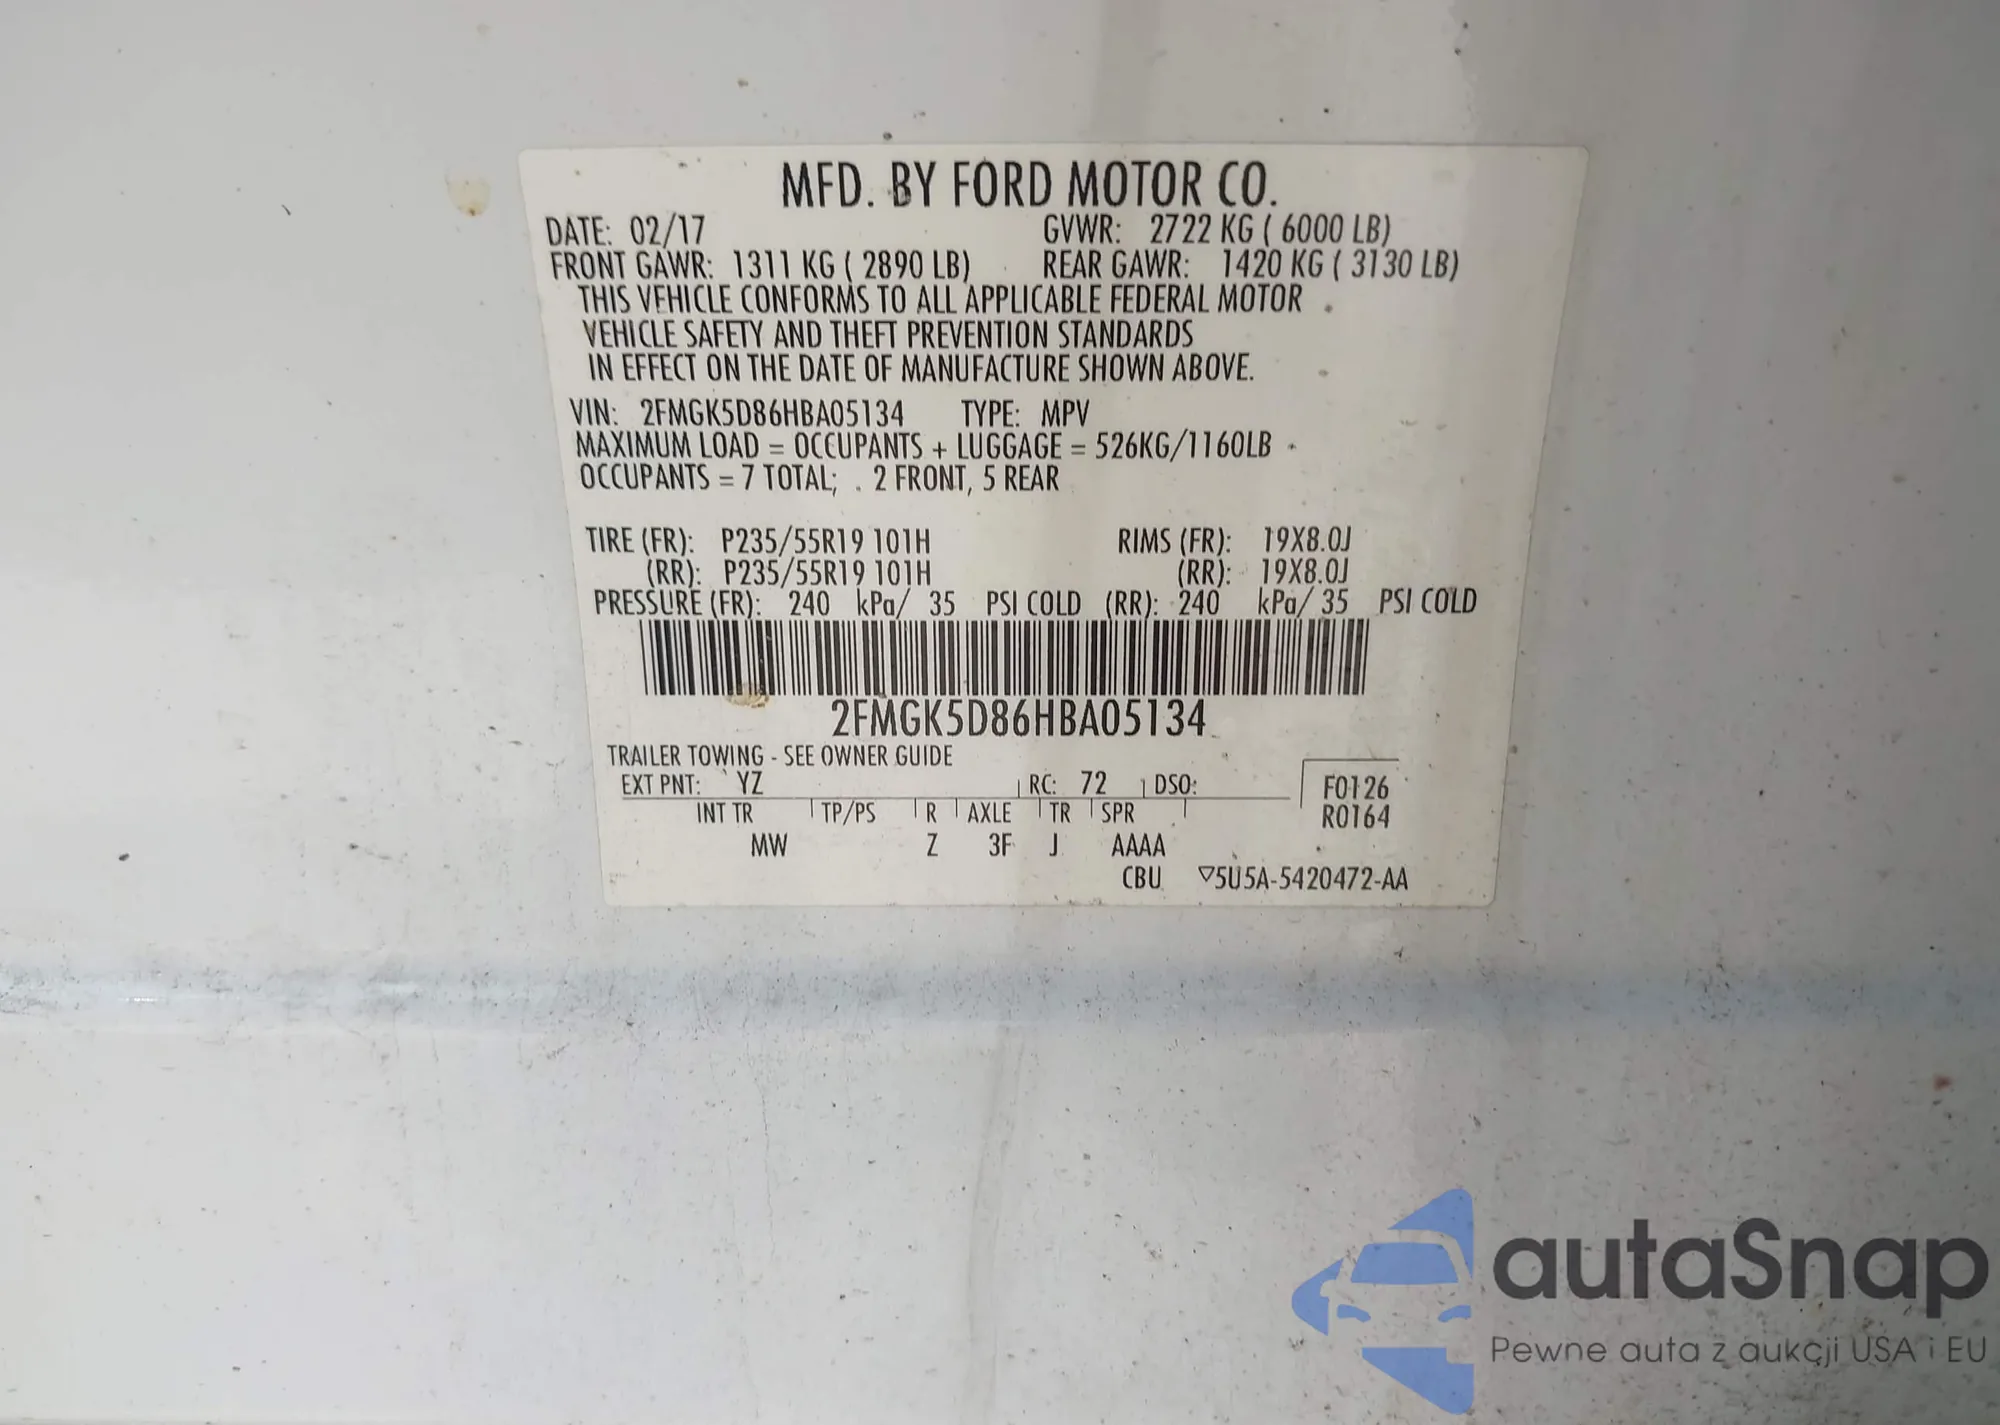 MFD. BY FORD MOTOR CO.
DATE: 02/17 GVWR: 2722 KG ( 6000 LB)
FRONT GAWR: 1311 KG ( 2890 LB) REAR GAWR: 1420 KG ( 3130 LB)
THIS VEHICLE CONFORMS TO ALL APPLICABLE FEDERAL MOTOR
VEHICLE SAFETY AND THEFT PREVENTION STANDARDS
IN EFFECT ON THE DATE OF MANUFACTURE SHOWN ABOVE.
VIN: 2FMGK5D86HBA05134 TYPE: MPV
MAXIMUM LOAD = OCCUPANTS + LUGGAGE = 526KG/1160LB
OCCUPANTS = 7 TOTAL; 2 FRONT, 5 REAR
TIRE (FR): P235/55R19 101H RIMS (FR): 19X8.0J
(RR): P235/55R19 101H (RR): 19X8.0J
PRESSURE (FR): 240 kPa/ 35 PSI COLD (RR): 240 kPa/ 35 PSI COLD
2FMGK5D86HBA05134
TRAILER TOWING - SEE OWNER GUIDE
EXT PNT: YZ RC: 72 DSO: F0126
INT TR TP/PS R AXLE TR SPR R0164
MW Z 3F J AAAA
CBU ▽5U5A-5420472-AA
autaSnap
Pewne auta z aukcji USA i EU